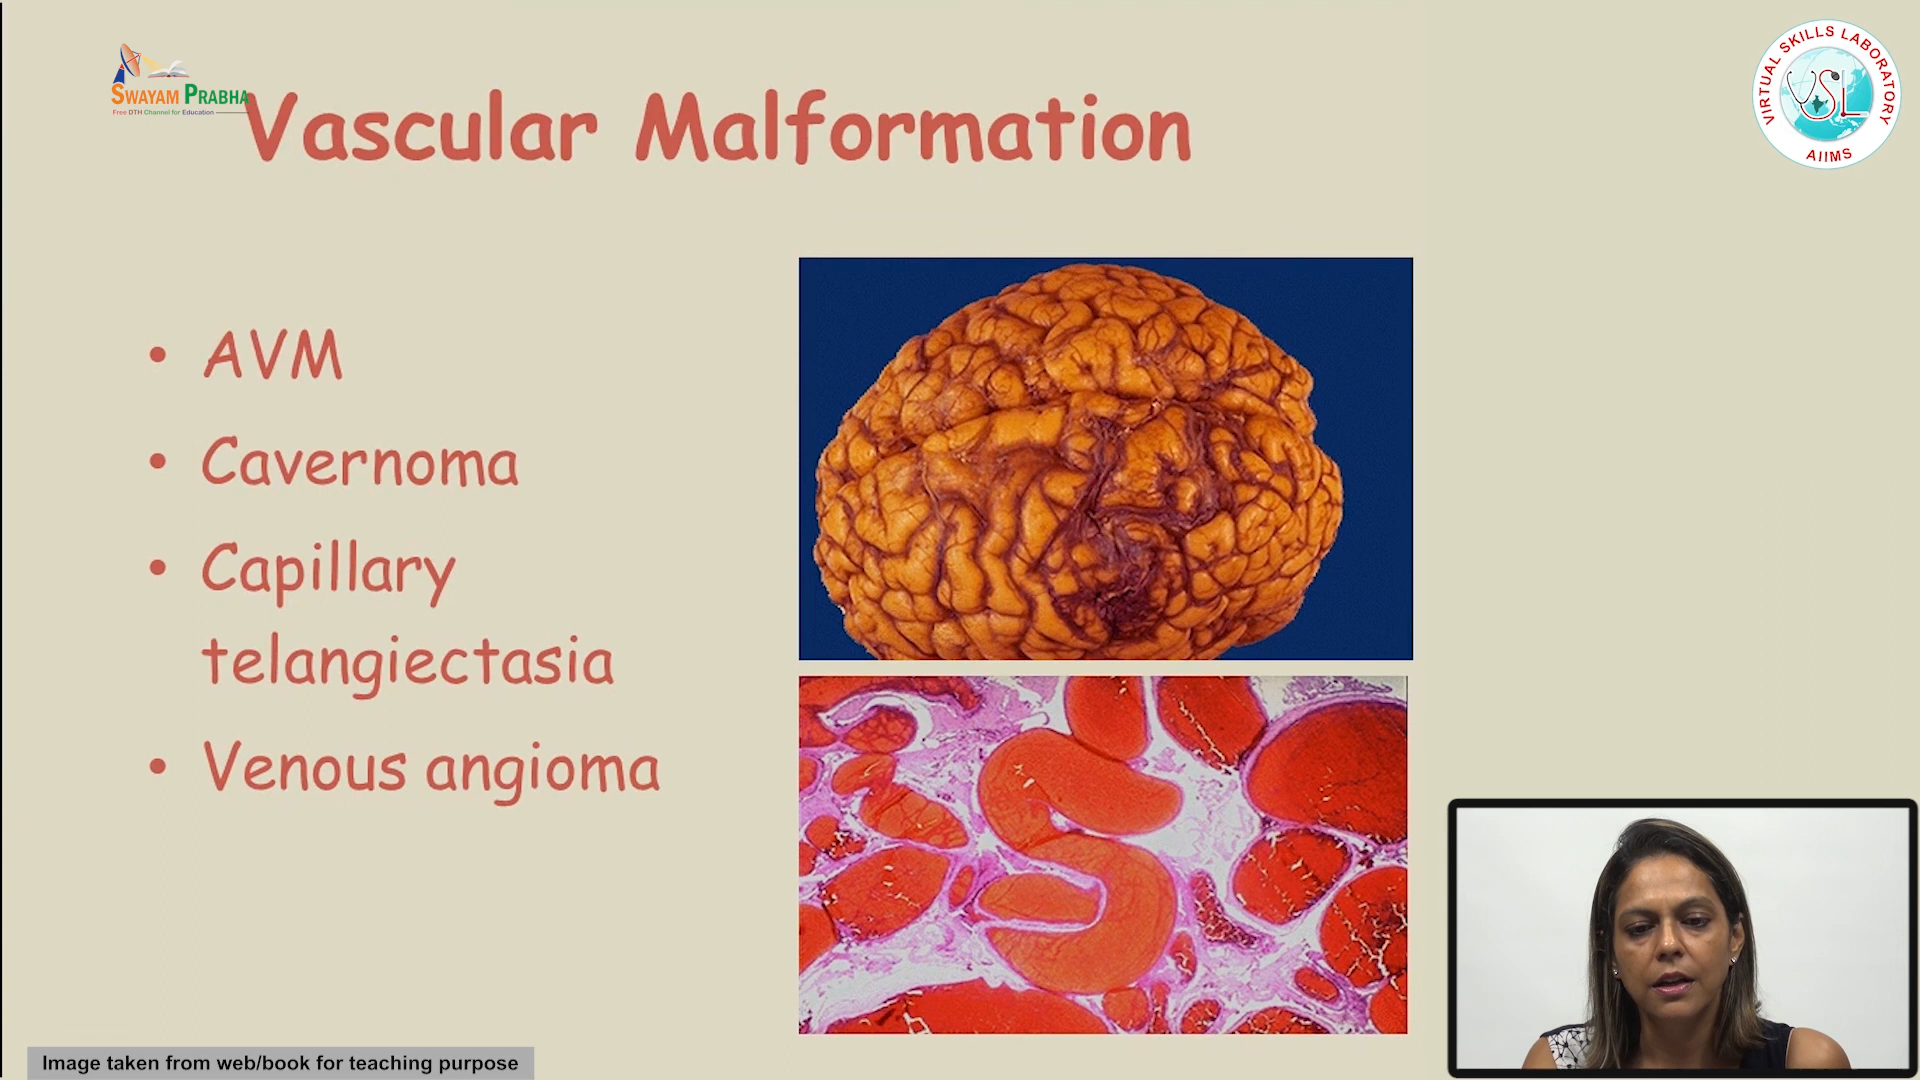 SWAYAM PRABHA
Free DTH Channel for Education
VIRTUAL SKILLS LABORATORY
VSL
AIIMS
Vascular Malformation
• AVM
• Cavernoma
• Capillary
telangiectasia
• Venous angioma
Image taken from web/book for teaching purpose